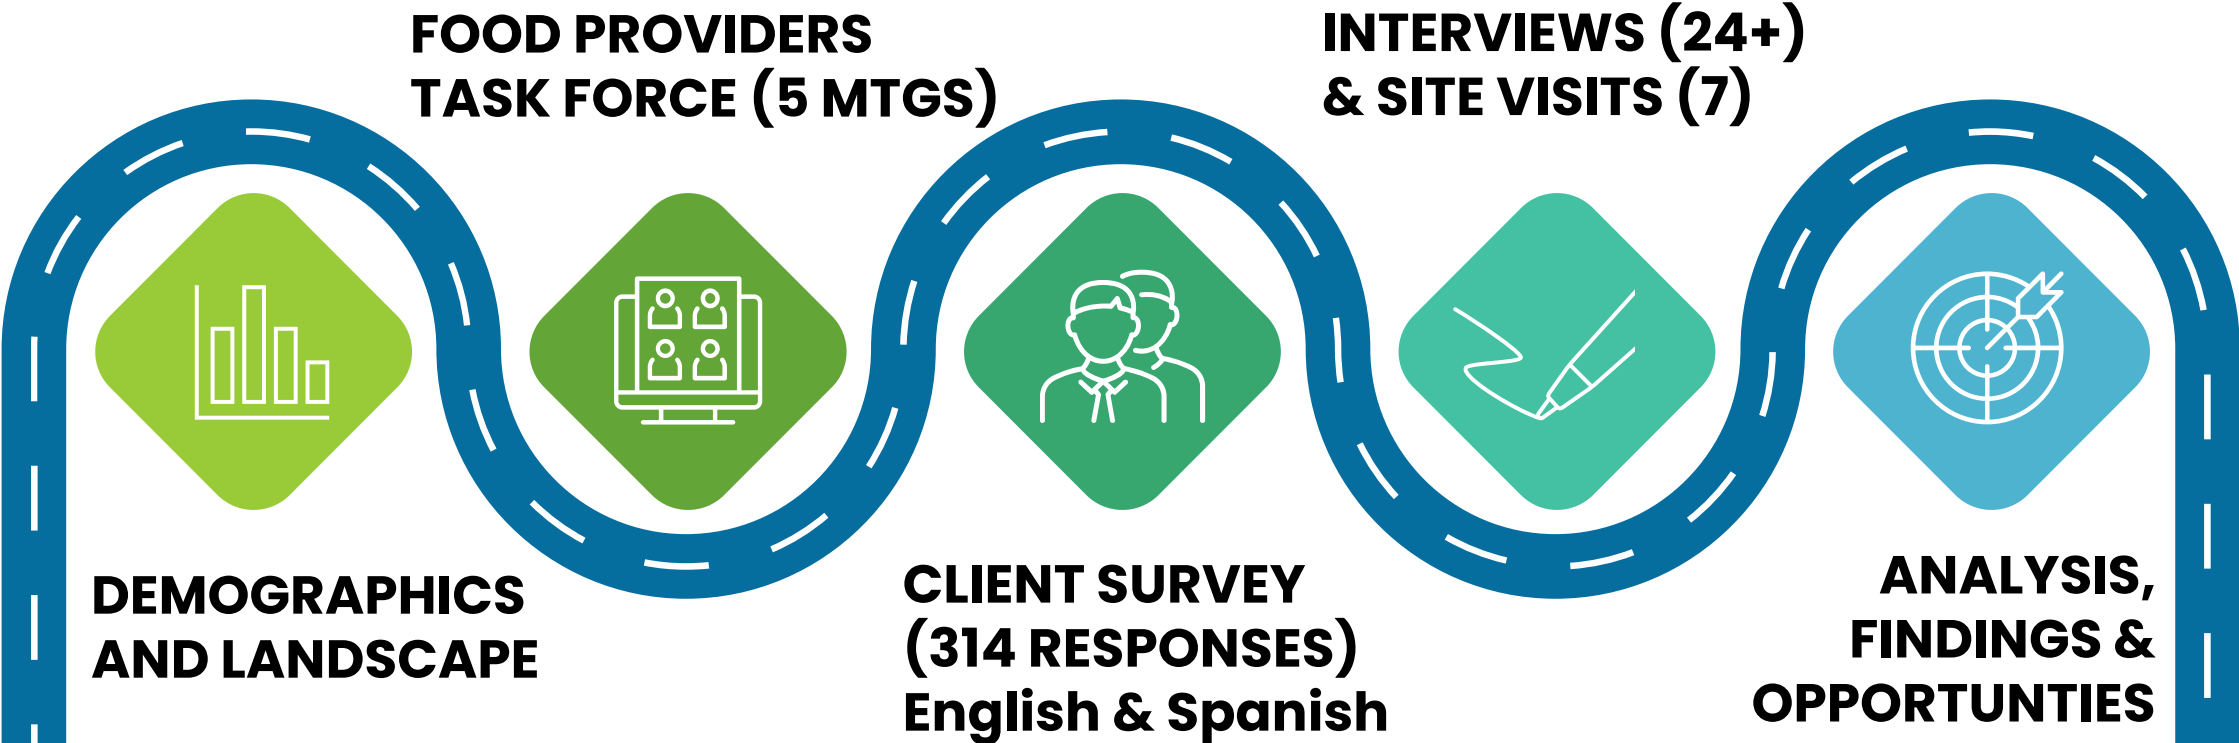 FOOD PROVIDERS
TASK FORCE (5 MTGS)
INTERVIEWS (24+)
& SITE VISITS (7)
DEMOGRAPHICS
AND LANDSCAPE
CLIENT SURVEY
(314 RESPONSES)
English & Spanish
ANALYSIS,
FINDINGS &
OPPORTUNTIES